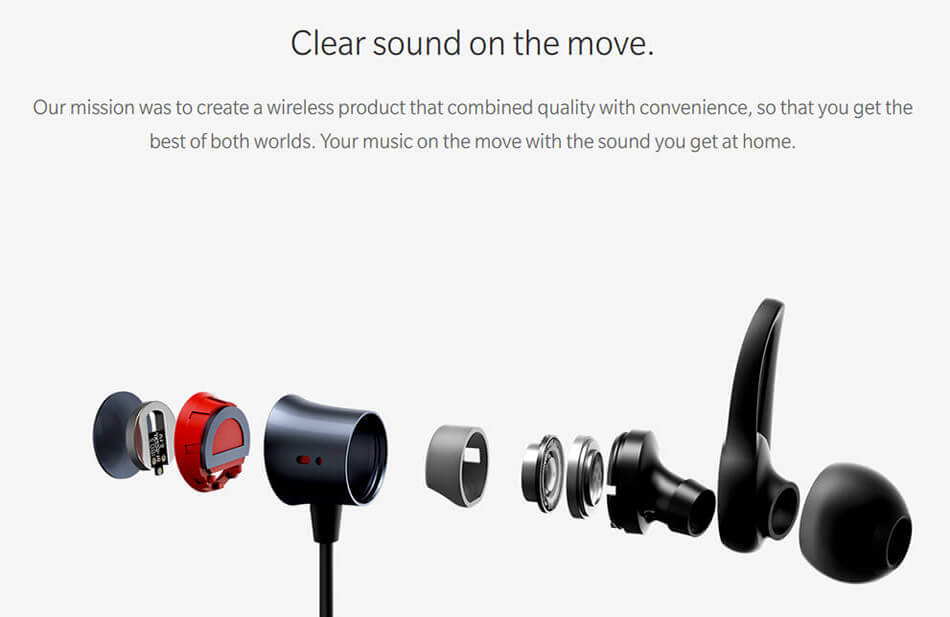 Clear sound on the move.
Our mission was to create a wireless product that combined quality with convenience, so that you get the
best of both worlds. Your music on the move with the sound you get at home.